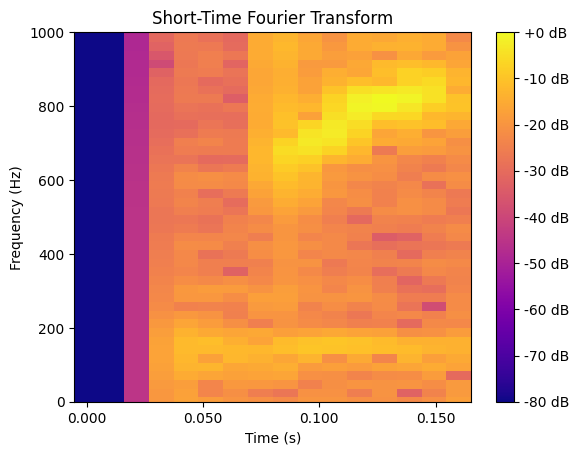 Short-Time Fourier Transform
1000
800
600
400
200
0
Frequency (Hz)
0.000
0.050
0.100
0.150
Time (s)
+0 dB
-10 dB
-20 dB
-30 dB
-40 dB
-50 dB
-60 dB
-70 dB
-80 dB